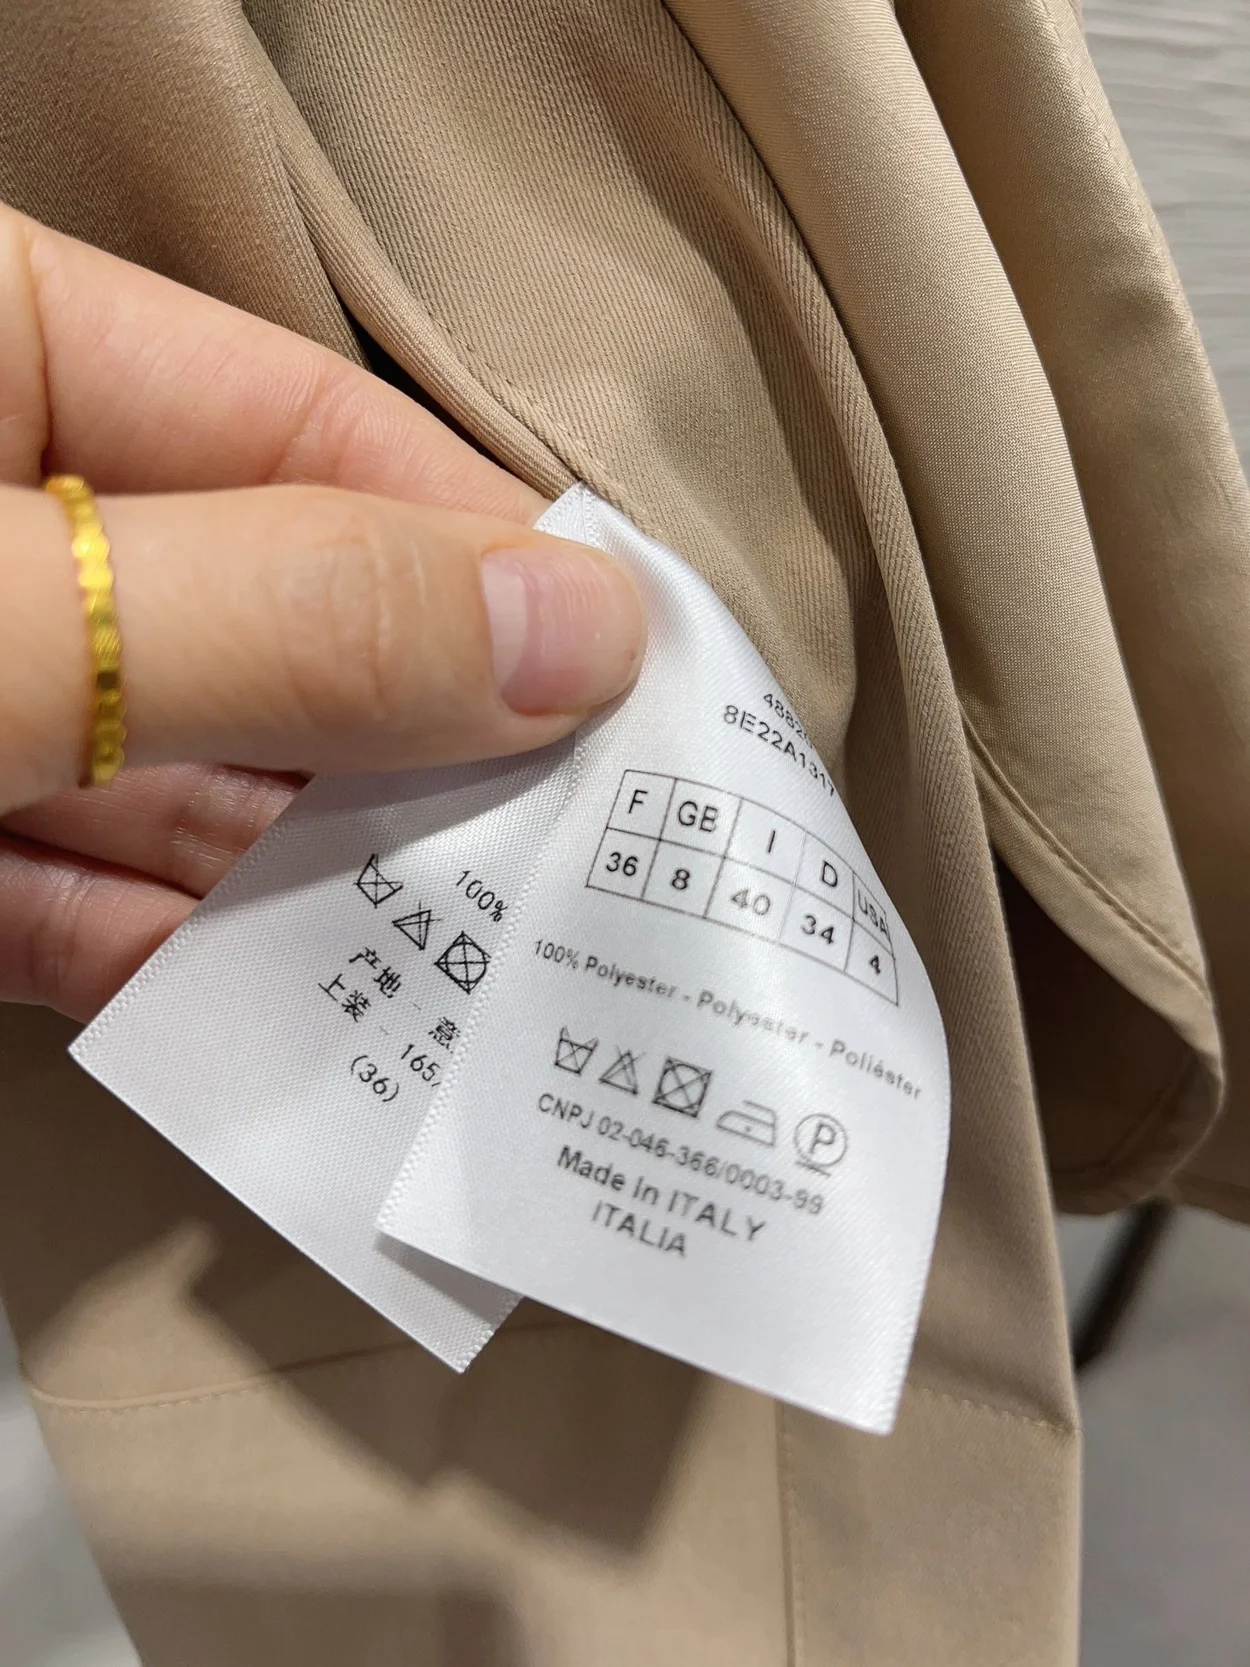 8E22A1317
F GB I D USA
36 8 40 34 4
100% Polyester - Polyester - Poliéster
P
CNPJ 02-046-366/0003-99
Made in ITALY
ITALIA
100%
产地 - 意
上装 - 165/
(36)